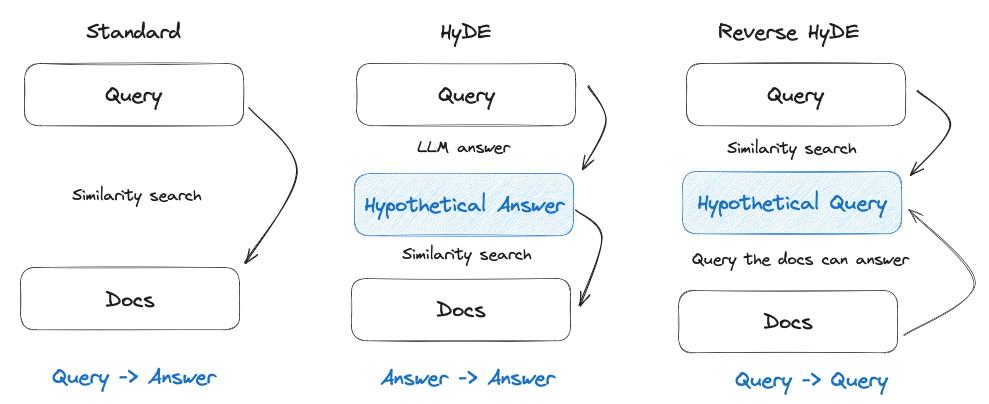 Standard
Query
Similarity search
Docs
Query -> Answer
HyDE
Query
LLM answer
Hypothetical Answer
Similarity search
Docs
Answer -> Answer
Reverse HyDE
Query
Similarity search
Hypothetical Query
Query the docs can answer
Docs
Query -> Query